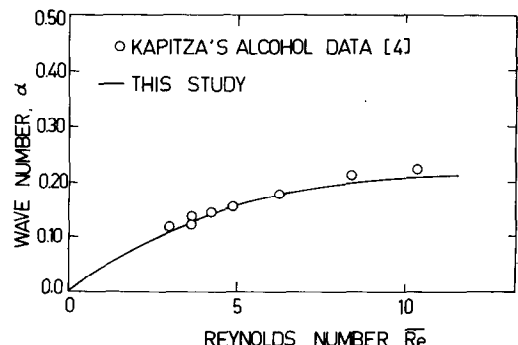 0.50
0.40
0.30
0.20
0.10
0.0
WAVE NUMBER, α
O KAPITZA'S ALCOHOL DATA [4]
— THIS STUDY
0
5
10
REYNOLDS NUMBER R̅e̅